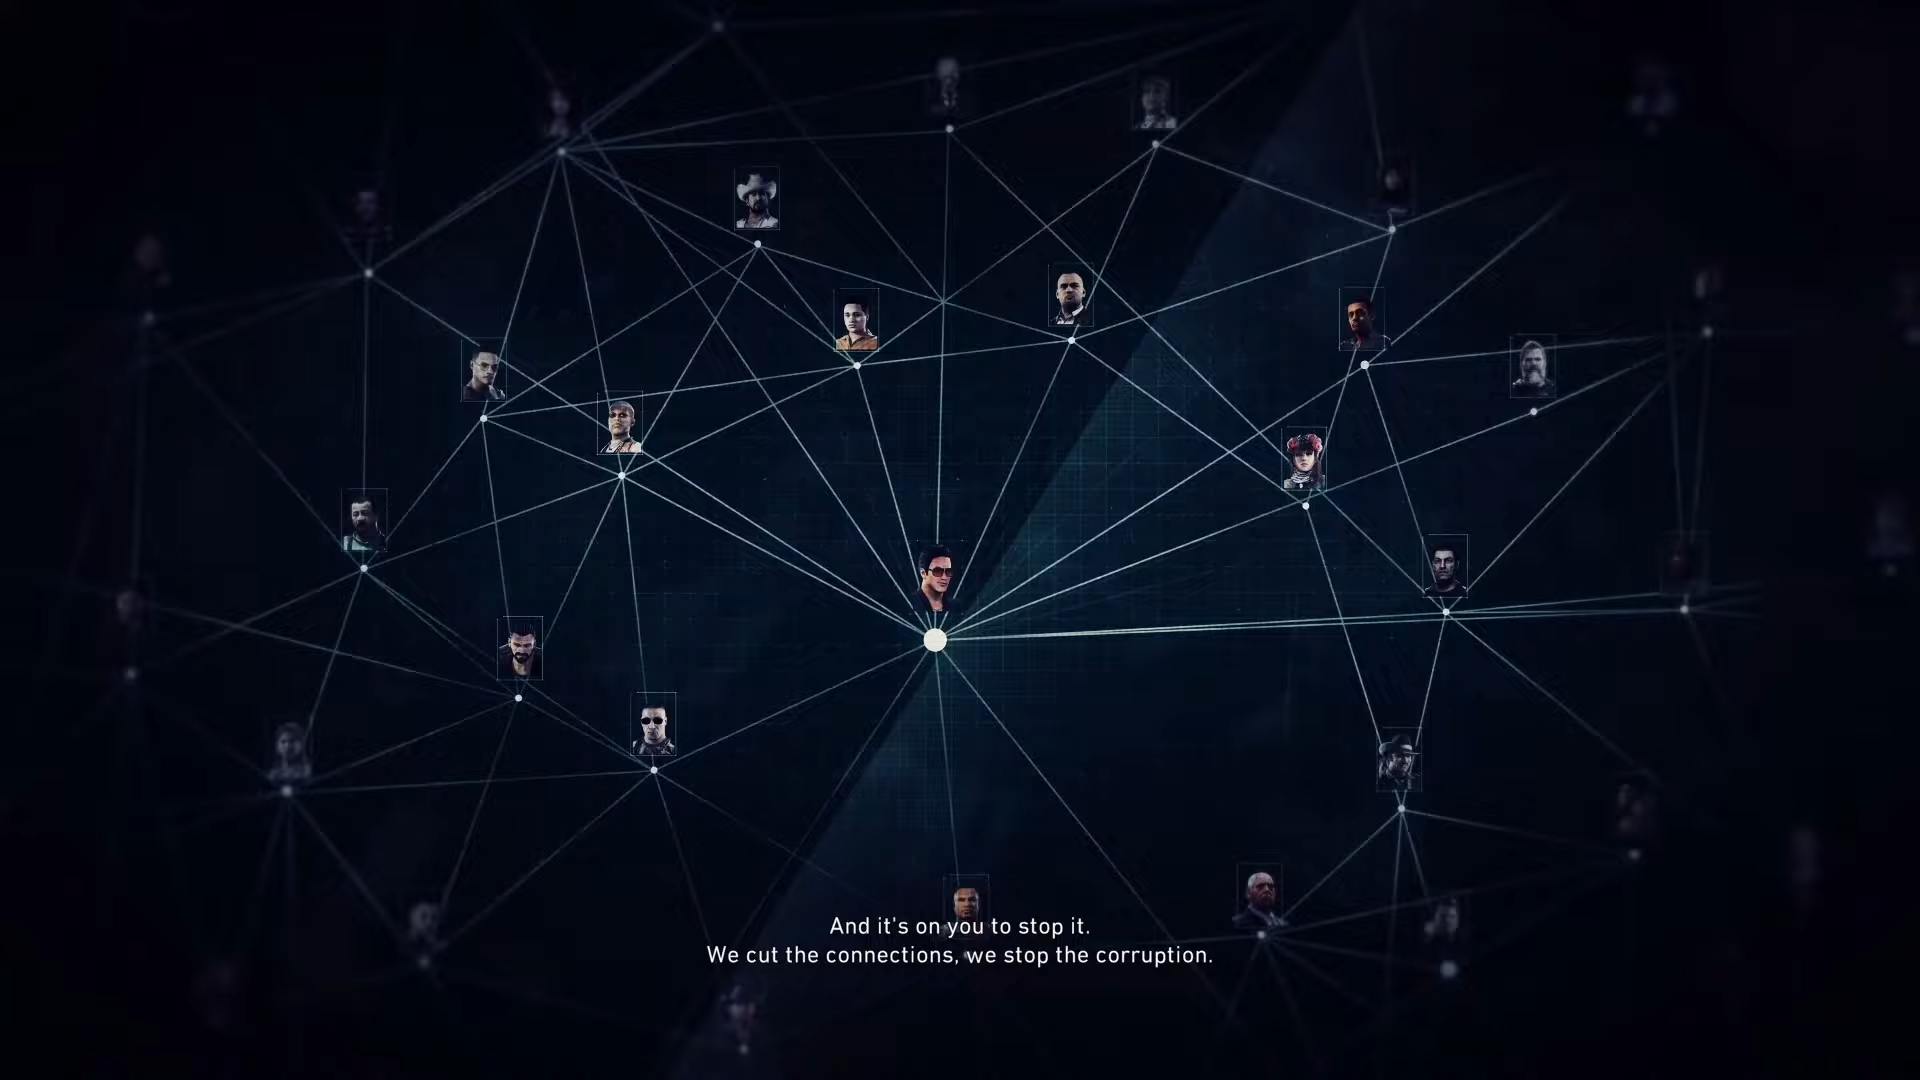 And it's on you to stop it.
We cut the connections, we stop the corruption.